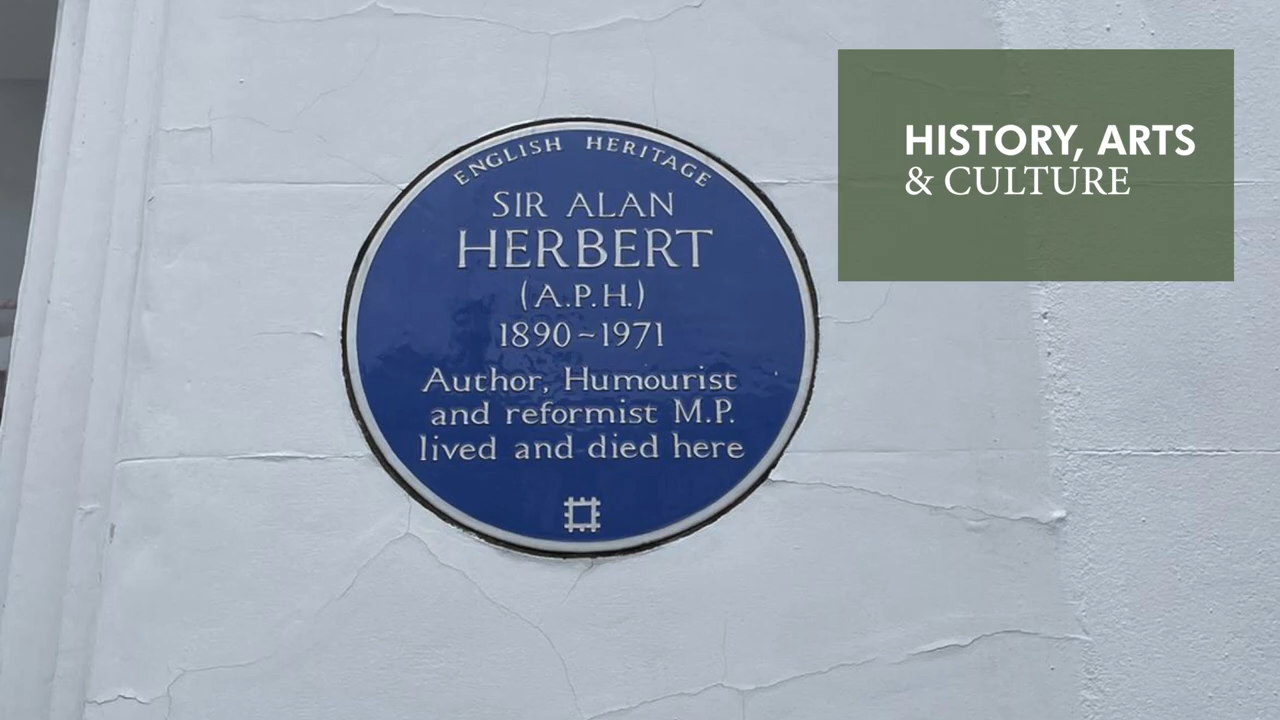 ENGLISH HERITAGE
SIR ALAN
HERBERT
(A.P.H.)
1890~1971
Author, Humourist
and reformist M.P.
lived and died here
HISTORY, ARTS
& CULTURE